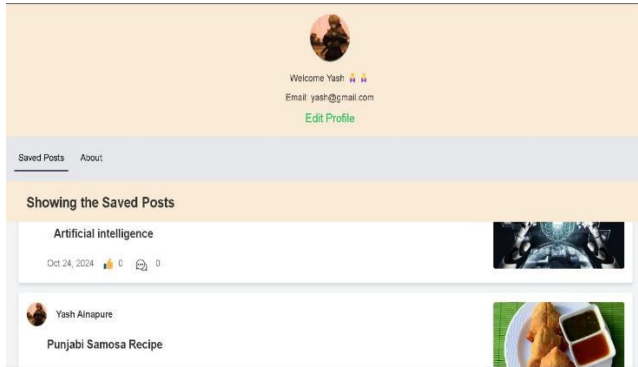 Welcome Yash
Email: yash@gmail.com
Edit Profile
Saved Posts About
Showing the Saved Posts
Artificial intelligence
Oct 24, 2024 0 0
Yash Ainapure
Punjabi Samosa Recipe